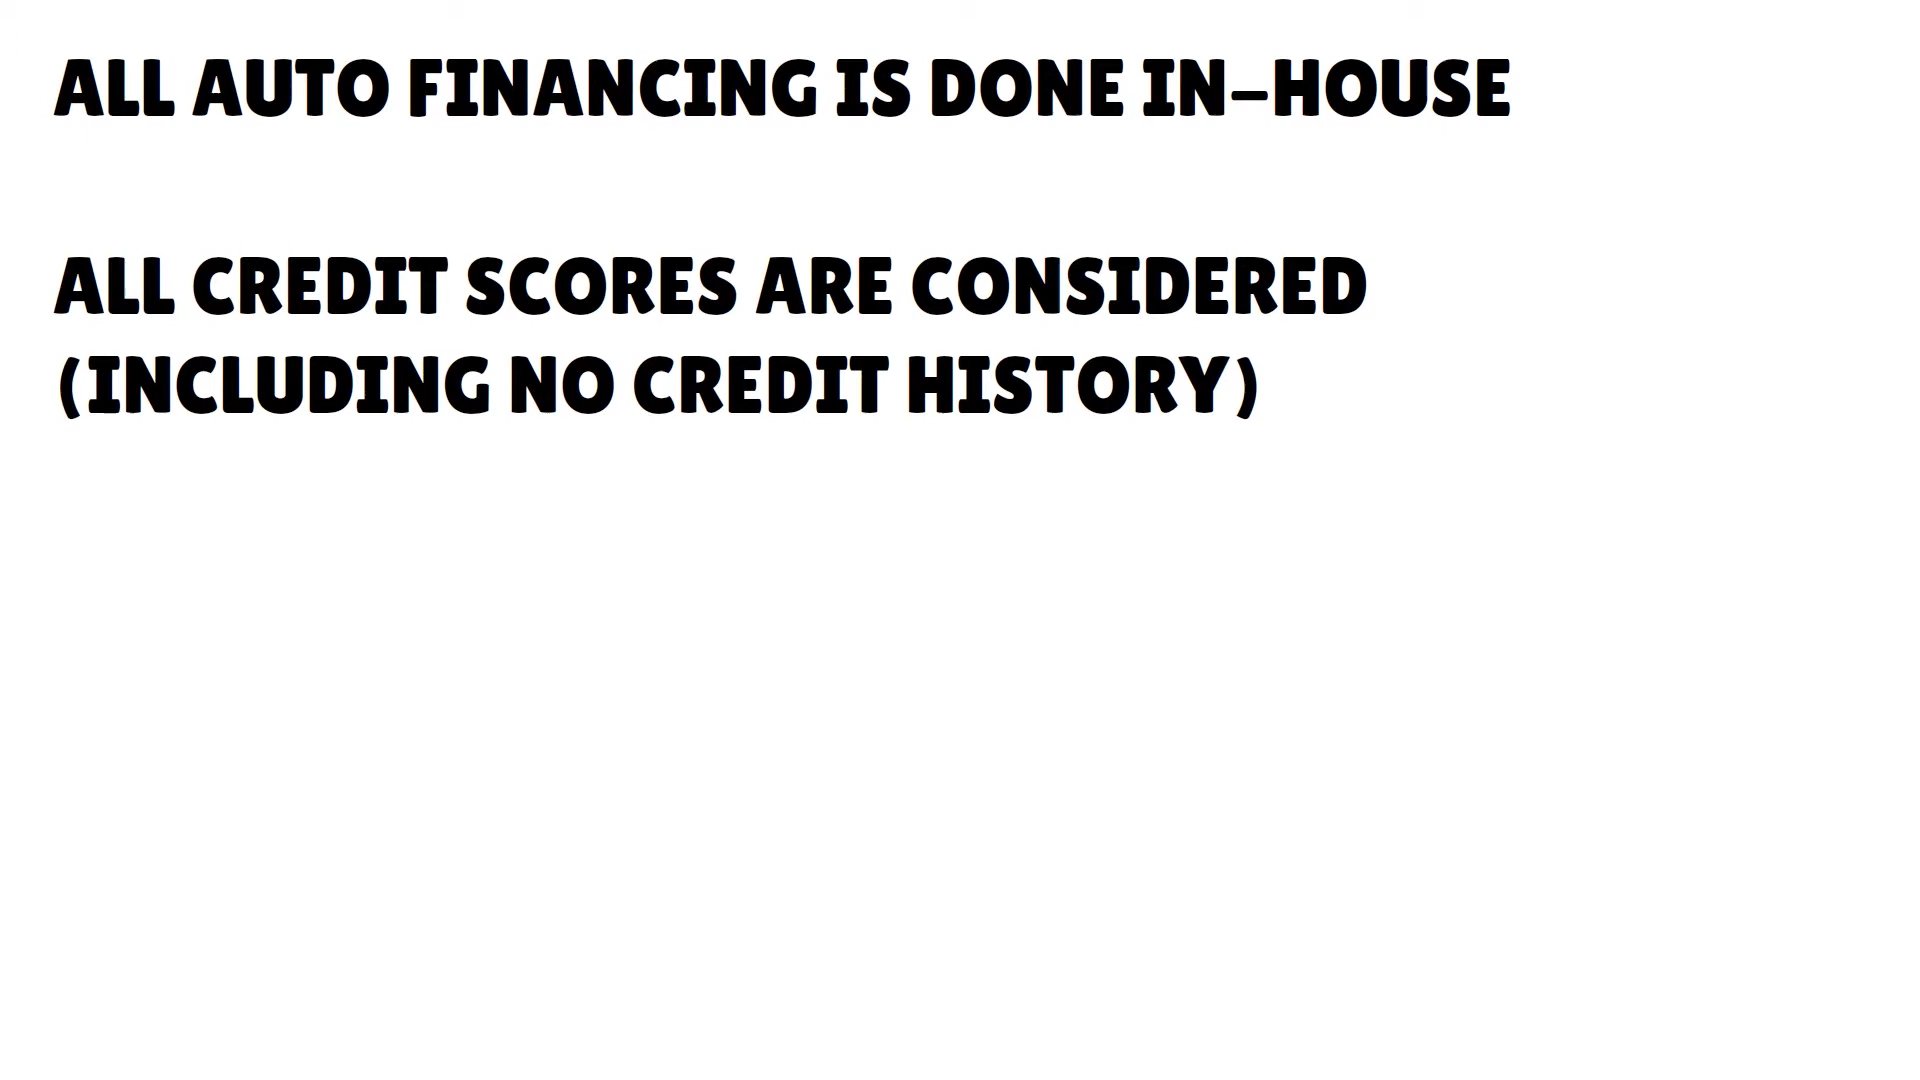 ALL AUTO FINANCING IS DONE IN-HOUSE
ALL CREDIT SCORES ARE CONSIDERED
(INCLUDING NO CREDIT HISTORY)